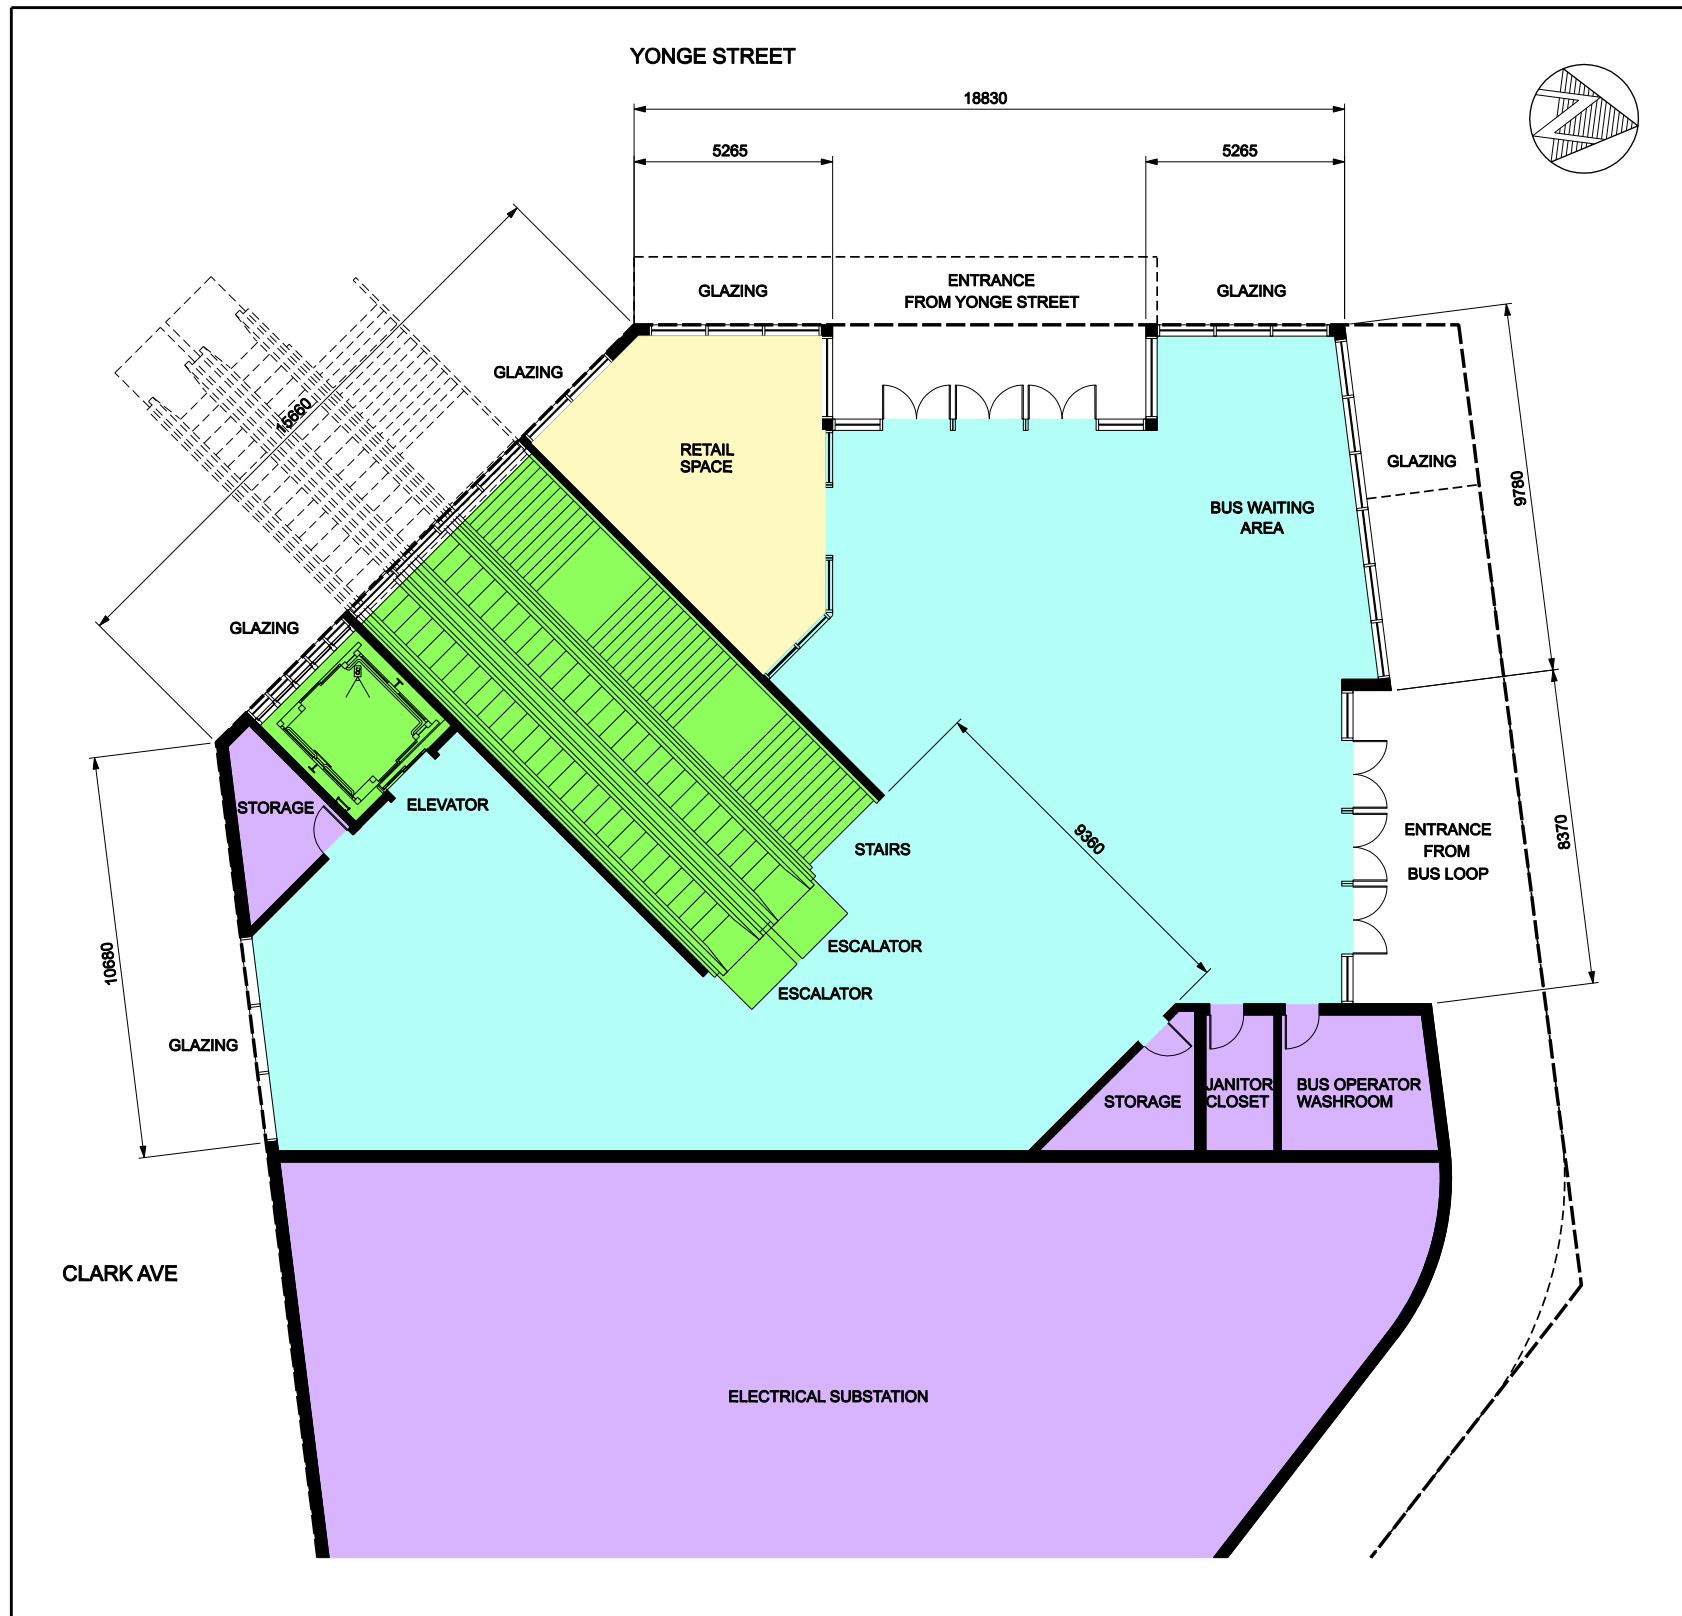 YONGE STREET
18830
5265
5265
GLAZING
ENTRANCE
FROM YONGE STREET
GLAZING
GLAZING
15660
RETAIL
SPACE
GLAZING
9780
BUS WAITING
AREA
GLAZING
STORAGE
ELEVATOR
STAIRS
9360
ENTRANCE
FROM
BUS LOOP
8370
ESCALATOR
ESCALATOR
10680
GLAZING
STORAGE
JANITOR
CLOSET
BUS OPERATOR
WASHROOM
CLARK AVE
ELECTRICAL SUBSTATION